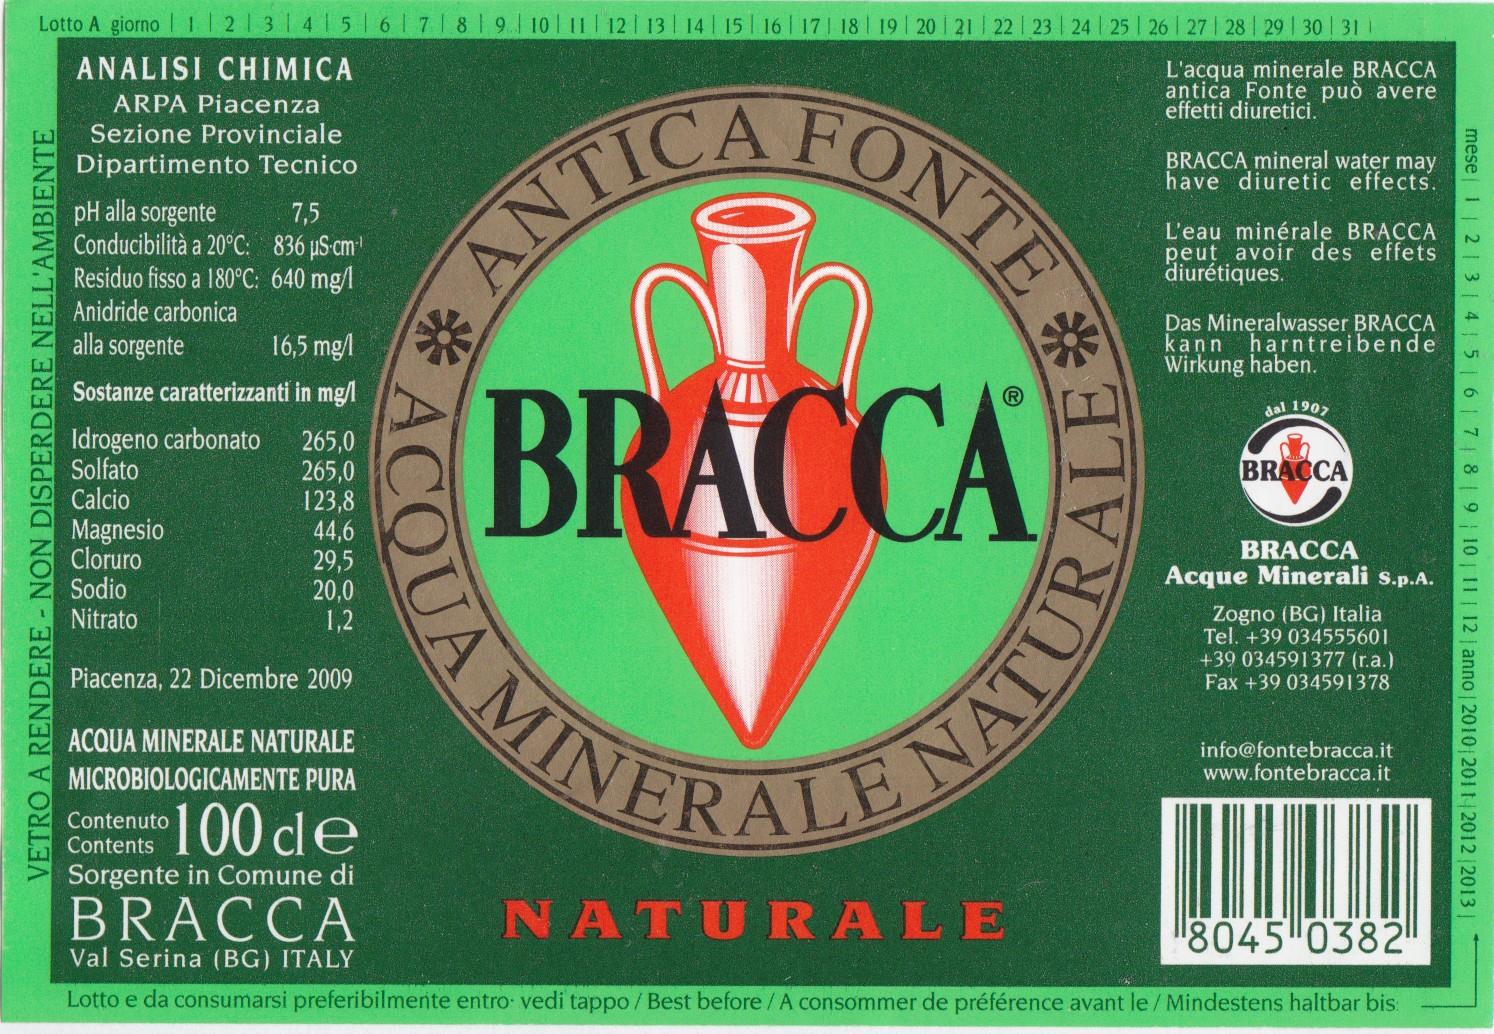 Lotto A giorno | 1 | 2 | 3 | 4 | 5 | 6 | 7 | 8 | 9 | 10 | 11 | 12 | 13 | 14 | 15 | 16 | 17 | 18 | 19 | 20 | 21 | 22 | 23 | 24 | 25 | 26 | 27 | 28 | 29 | 30 | 31 |
VETRO A RENDERE - NON DISPERDERE NELL'AMBIENTE
ANALISI CHIMICA
ARPA Piacenza
Sezione Provinciale
Dipartimento Tecnico
pH alla sorgente 7,5
Conducibilità a 20°C: 836 µS·cm⁻¹
Residuo fisso a 180°C: 640 mg/l
Anidride carbonica
alla sorgente 16,5 mg/l
Sostanze caratterizzanti in mg/l
Idrogeno carbonato 265,0
Solfato 265,0
Calcio 123,8
Magnesio 44,6
Cloruro 29,5
Sodio 20,0
Nitrato 1,2
Piacenza, 22 Dicembre 2009
ACQUA MINERALE NATURALE
MICROBIOLOGICAMENTE PURA
Contenuto
Contents
100 cl e
Sorgente in Comune di
BRACCA
Val Serina (BG) ITALY
ANTICA FONTE
BRACCA®
ACQUA MINERALE NATURALE
NATURALE
L'acqua minerale BRACCA
antica Fonte può avere
effetti diuretici.
BRACCA mineral water may
have diuretic effects.
L'eau minérale BRACCA
peut avoir des effets
diurétiques.
Das Mineralwasser BRACCA
kann harntreibende
Wirkung haben.
dal 1907
BRACCA
BRACCA
Acque Minerali S.p.A.
Zogno (BG) Italia
Tel. +39 034555601
+39 034591377 (r.a.)
Fax +39 034591378
info@fontebracca.it
www.fontebracca.it
8045 0382
mese | 1 | 2 | 3 | 4 | 5 | 6 | 7 | 8 | 9 | 10 | 11 | 12 | anno | 2010 | 2011 | 2012 | 2013 |
Lotto e da consumarsi preferibilmente entro: vedi tappo / Best before / A consommer de préférence avant le / Mindestens haltbar bis: